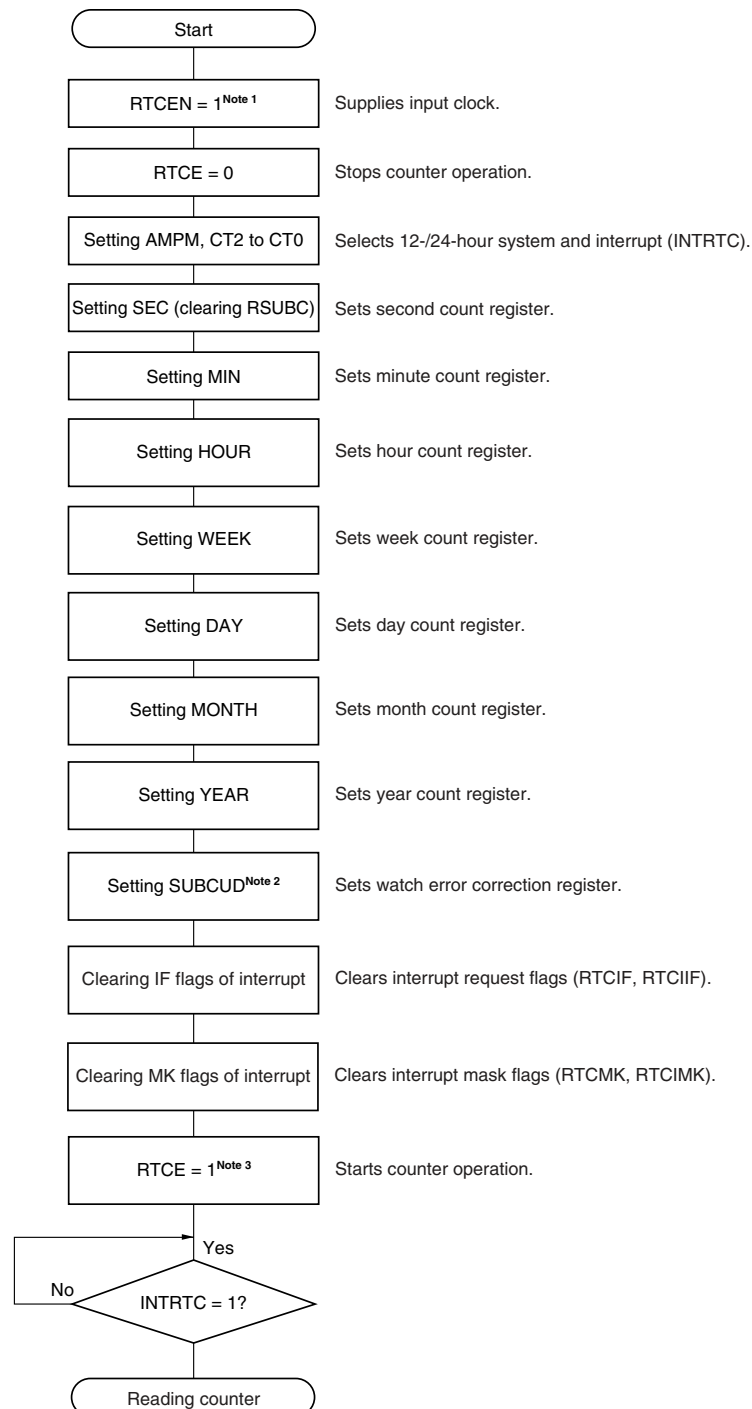 Start
RTCEN = 1Note 1
Supplies input clock.
RTCE = 0
Stops counter operation.
Setting AMPM, CT2 to CT0
Selects 12-/24-hour system and interrupt (INTRTC).
Setting SEC (clearing RSUBC)
Sets second count register.
Setting MIN
Sets minute count register.
Setting HOUR
Sets hour count register.
Setting WEEK
Sets week count register.
Setting DAY
Sets day count register.
Setting MONTH
Sets month count register.
Setting YEAR
Sets year count register.
Setting SUBCUDNote 2
Sets watch error correction register.
Clearing IF flags of interrupt
Clears interrupt request flags (RTCIF, RTCIIF).
Clearing MK flags of interrupt
Clears interrupt mask flags (RTCMK, RTCIMK).
RTCE = 1Note 3
Starts counter operation.
Yes
No
INTRTC = 1?
Reading counter